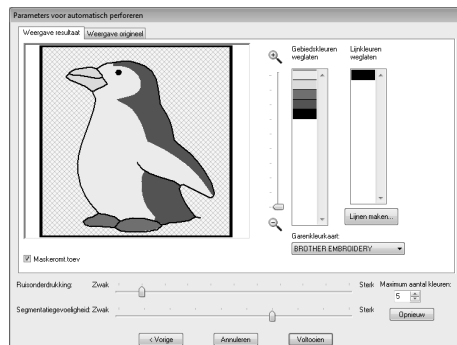 Parameters voor automatisch perforeren
Weergave resultaat
Weergave origineel
Gebiedskleuren weglaten
Lijnkleuren weglaten
Lijnen maken...
Garenkleurkaart:
BROTHER EMBROIDERY
Maskeromt.toev
Ruisonderdrukking: Zwak Sterk
Maximum aantal kleuren:
5
Segmentatiegevoeligheid: Zwak Sterk
Opnieuw
< Vorige Annuleren Voltooien